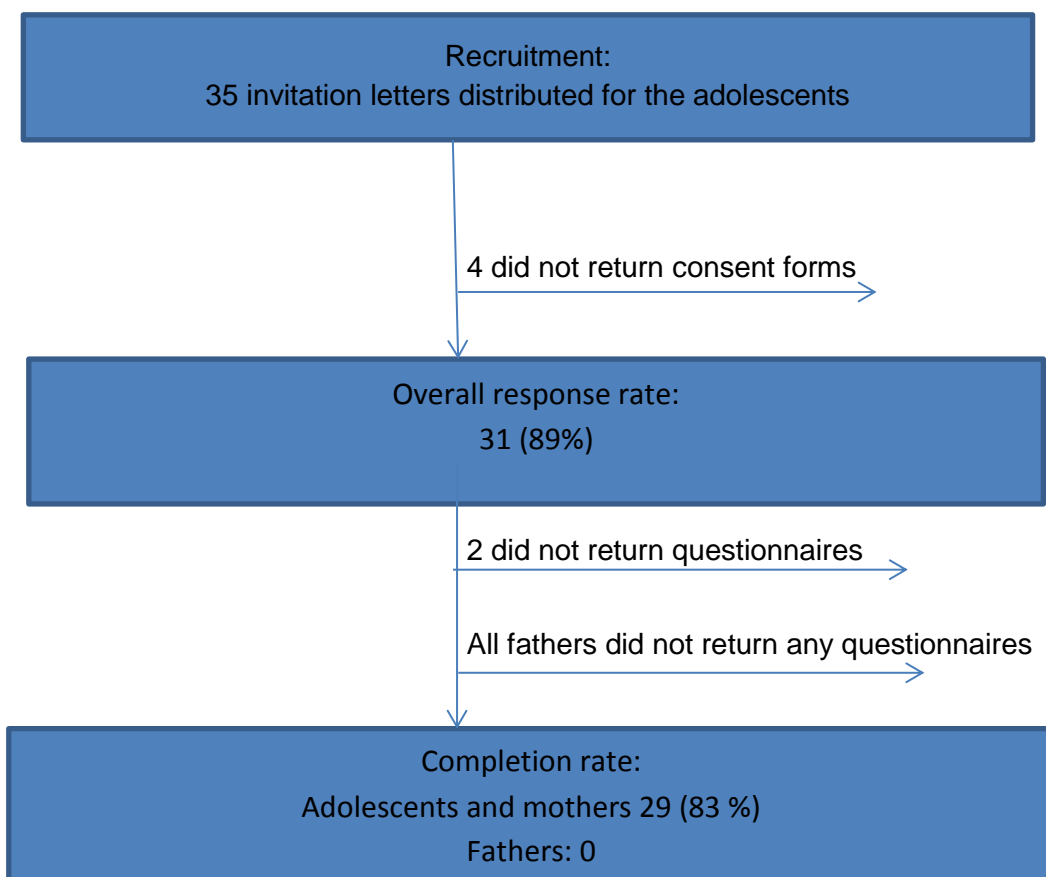 Recruitment:
35 invitation letters distributed for the adolescents
4 did not return consent forms
Overall response rate:
31 (89%)
2 did not return questionnaires
All fathers did not return any questionnaires
Completion rate:
Adolescents and mothers 29 (83 %)
Fathers: 0